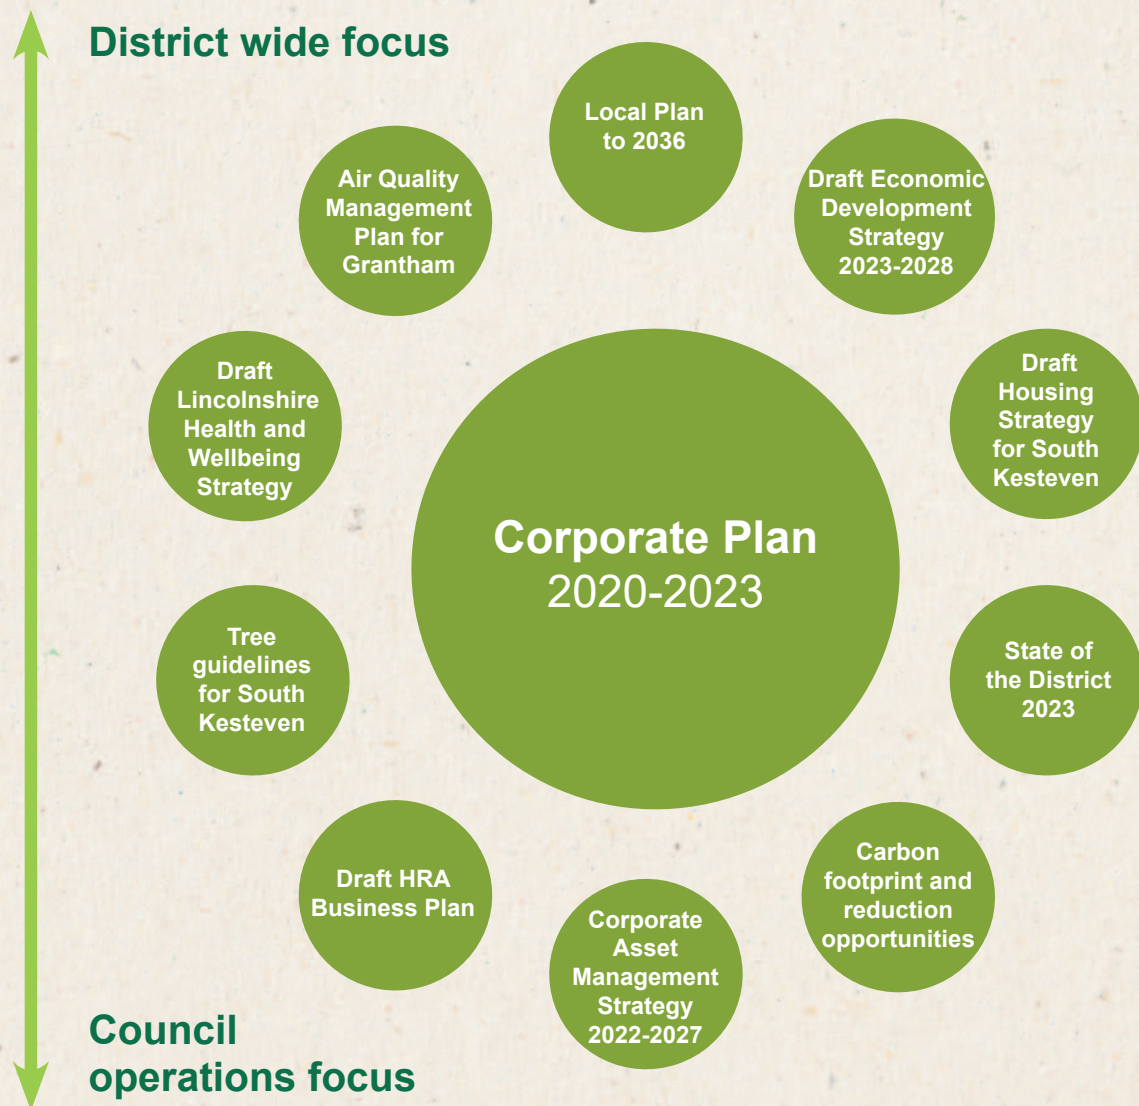 District wide focus
Local Plan
to 2036
Air Quality
Management
Plan for
Grantham
Draft Economic
Development
Strategy
2023-2028
Draft
Lincolnshire
Health and
Wellbeing
Strategy
Draft
Housing
Strategy
for South
Kesteven
Corporate Plan
2020-2023
Tree
guidelines
for South
Kesteven
State of
the District
2023
Draft HRA
Business Plan
Corporate
Asset
Management
Strategy
2022-2027
Carbon
footprint and
reduction
opportunities
Council
operations focus